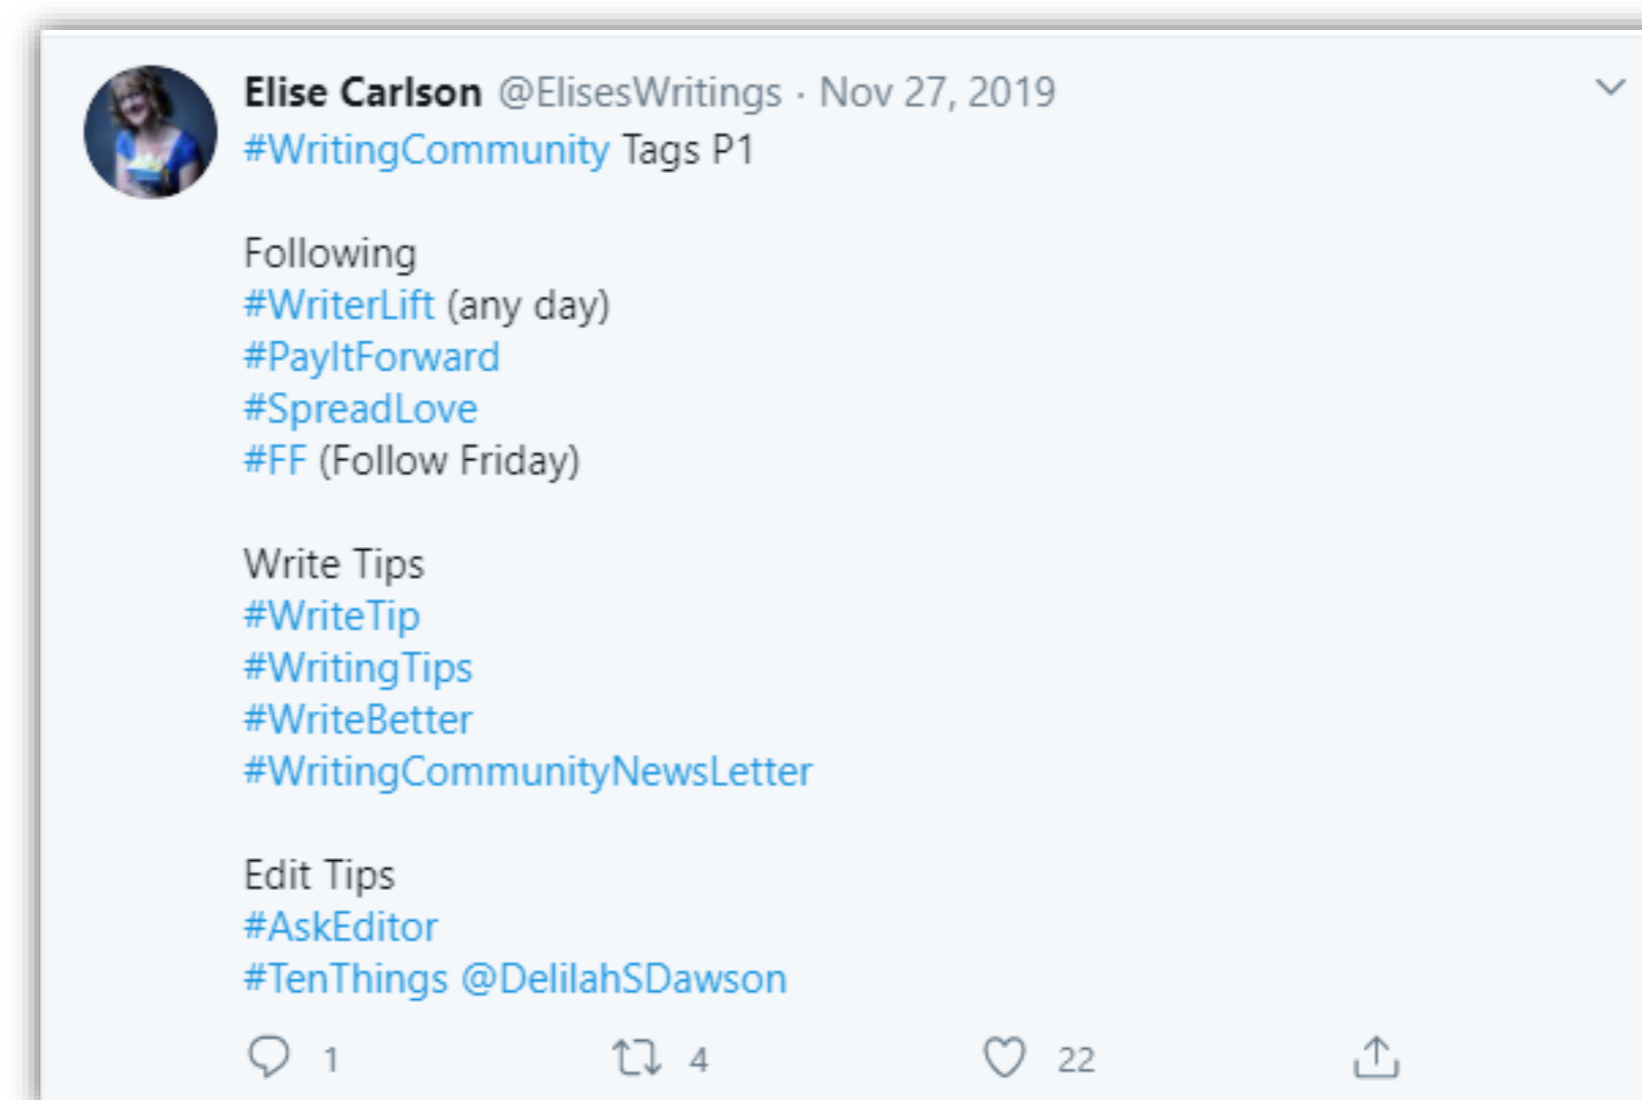 Elise Carlson @ElisesWritings · Nov 27, 2019
#WritingCommunity Tags P1
Following
#WriterLift (any day)
#PayItForward
#SpreadLove
#FF (Follow Friday)
Write Tips
#WriteTip
#WritingTips
#WriteBetter
#WritingCommunityNewsLetter
Edit Tips
#AskEditor
#TenThings @DelilahSDawson
1 4 22